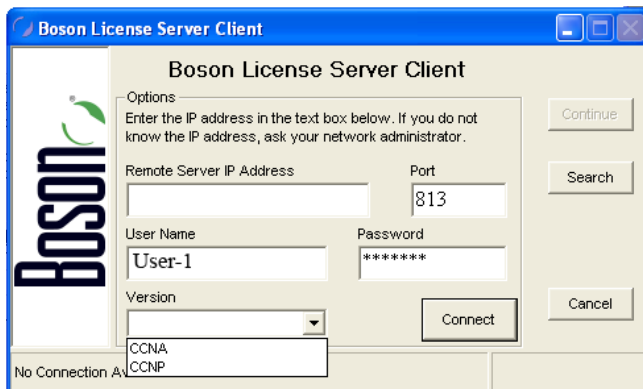 Boson License Server Client
Boson License Server Client
Options
Enter the IP address in the text box below. If you do not
know the IP address, ask your network administrator.
Remote Server IP Address
Port
813
User Name
Password
User-1
*******
Version
CCNA
CCNP
Connect
Continue
Search
Cancel
No Connection Av
Boson